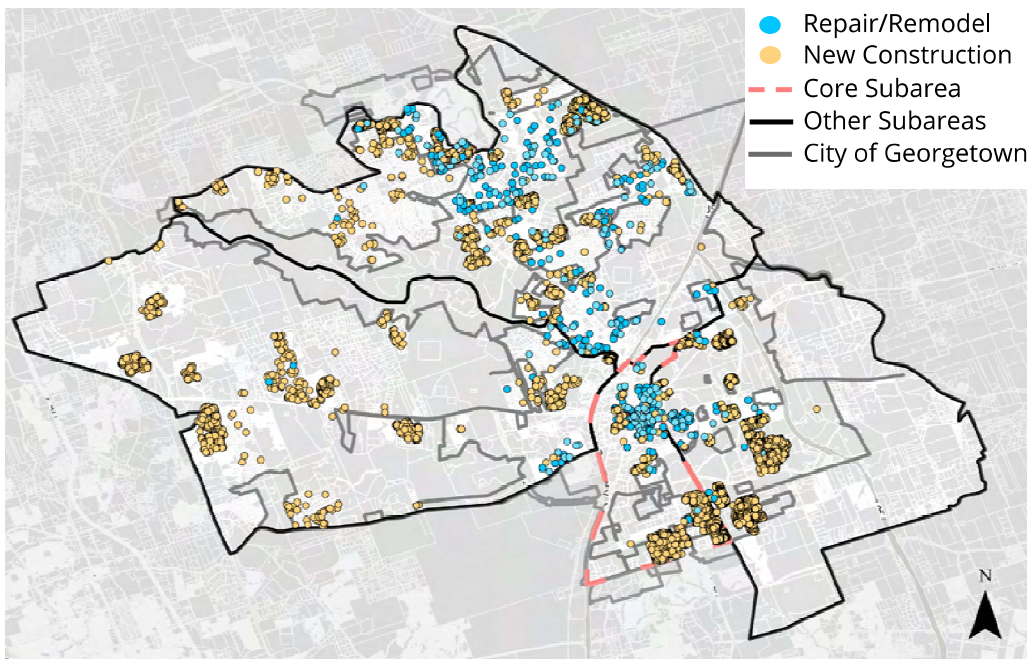 Repair/Remodel
New Construction
Core Subarea
Other Subareas
City of Georgetown
N